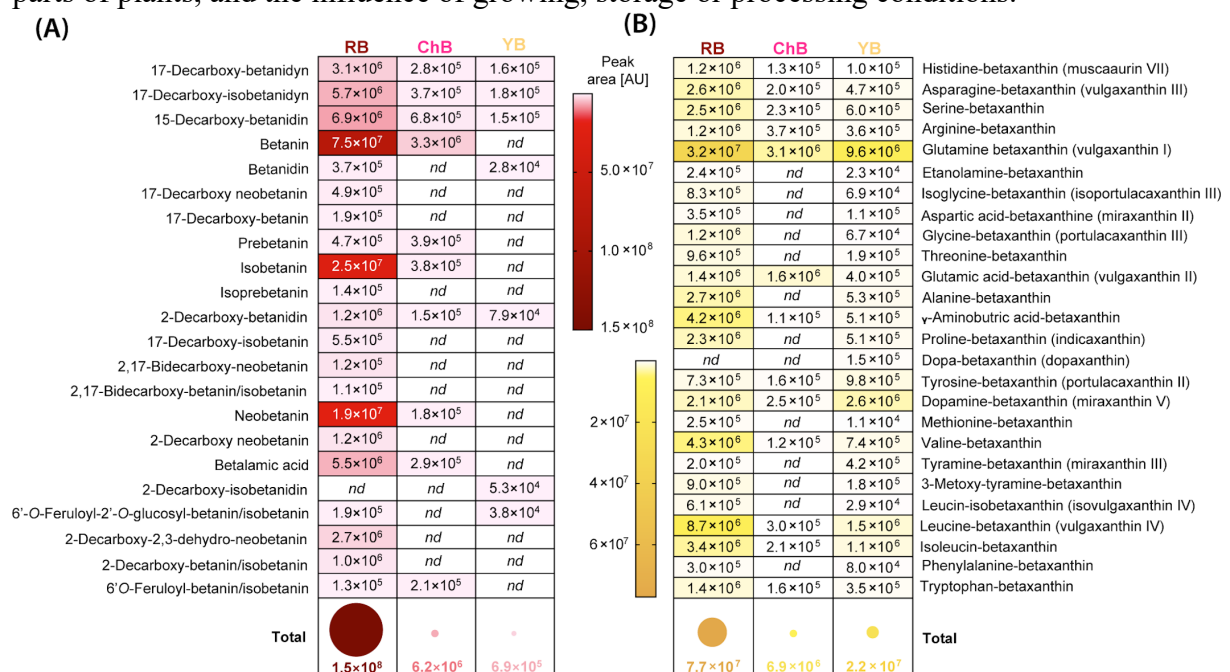 parts of plants, and the influence of growing, storage or processing conditions.
(A)
RB ChB YB
17-Decarboxy-betanidyn 3.1×10⁶ 2.8×10⁵ 1.6×10⁵
17-Decarboxy-isobetanidyn 5.7×10⁶ 3.7×10⁵ 1.8×10⁵
15-Decarboxy-betanidin 6.9×10⁶ 6.8×10⁵ 1.5×10⁵
Betanin 7.5×10⁷ 3.3×10⁶ nd
Betanidin 3.7×10⁵ nd 2.8×10⁴
17-Decarboxy neobetanin 4.9×10⁵ nd nd
17-Decarboxy-betanin 1.9×10⁵ nd nd
Prebetanin 4.7×10⁵ 3.9×10⁵ nd
Isobetanin 2.5×10⁷ 3.8×10⁵ nd
Isoprebetanin 1.4×10⁵ nd nd
2-Decarboxy-betanidin 1.2×10⁶ 1.5×10⁵ 7.9×10⁴
17-Decarboxy-isobetanin 5.5×10⁵ nd nd
2,17-Bidecarboxy-neobetanin 1.2×10⁵ nd nd
2,17-Bidecarboxy-betanin/isobetanin 1.1×10⁵ nd nd
Neobetanin 1.9×10⁷ 1.8×10⁵ nd
2-Decarboxy neobetanin 1.2×10⁶ nd nd
Betalamic acid 5.5×10⁶ 2.9×10⁵ nd
2-Decarboxy-isobetanidin nd nd 5.3×10⁴
6'-O-Feruloyl-2'-O-glucosyl-betanin/isobetanin 1.9×10⁵ nd 3.8×10⁴
2-Decarboxy-2,3-dehydro-neobetanin 2.7×10⁶ nd nd
2-Decarboxy-betanin/isobetanin 1.0×10⁶ nd nd
6'O-Feruloyl-betanin/isobetanin 1.3×10⁵ 2.1×10⁵ nd
Total
1.5×10⁸ 6.2×10⁶ 6.9×10⁵
Peak
area [AU]
5.0×10⁷
1.0×10⁸
1.5×10⁸
2×10⁷
4×10⁷
6×10⁷
(B)
RB ChB YB
1.2×10⁶ 1.3×10⁵ 1.0×10⁵ Histidine-betaxanthin (muscaaurin VII)
2.6×10⁶ 2.0×10⁵ 4.7×10⁵ Asparagine-betaxanthin (vulgaxanthin III)
2.5×10⁶ 2.3×10⁵ 6.0×10⁵ Serine-betaxanthin
1.2×10⁶ 3.7×10⁵ 3.6×10⁵ Arginine-betaxanthin
3.2×10⁷ 3.1×10⁶ 9.6×10⁶ Glutamine betaxanthin (vulgaxanthin I)
2.4×10⁵ nd 2.3×10⁴ Etanolamine-betaxanthin
8.3×10⁵ nd 6.9×10⁴ Isoglycine-betaxanthin (isoportulacaxanthin III)
3.5×10⁵ nd 1.1×10⁵ Aspartic acid-betaxanthine (miraxanthin II)
1.2×10⁶ nd 6.7×10⁴ Glycine-betaxanthin (portulacaxanthin III)
9.6×10⁵ nd 1.9×10⁵ Threonine-betaxanthin
1.4×10⁶ 1.6×10⁶ 4.0×10⁵ Glutamic acid-betaxanthin (vulgaxanthin II)
2.7×10⁶ nd 5.3×10⁵ Alanine-betaxanthin
4.2×10⁶ 1.1×10⁵ 5.1×10⁵ γ-Aminobutric acid-betaxanthin
2.3×10⁶ nd 5.1×10⁵ Proline-betaxanthin (indicaxanthin)
nd nd 1.5×10⁵ Dopa-betaxanthin (dopaxanthin)
7.3×10⁵ 1.6×10⁵ 9.8×10⁵ Tyrosine-betaxanthin (portulacaxanthin II)
2.1×10⁶ 2.5×10⁵ 2.6×10⁶ Dopamine-betaxanthin (miraxanthin V)
2.5×10⁵ nd 1.1×10⁴ Methionine-betaxanthin
4.3×10⁶ 1.2×10⁵ 7.4×10⁵ Valine-betaxanthin
2.0×10⁵ nd 4.2×10⁵ Tyramine-betaxanthin (miraxanthin III)
9.0×10⁵ nd 1.8×10⁵ 3-Metoxy-tyramine-betaxanthin
6.1×10⁵ nd 2.9×10⁴ Leucin-isobetaxanthin (isovulgaxanthin IV)
8.7×10⁶ 3.0×10⁵ 1.5×10⁶ Leucine-betaxanthin (vulgaxanthin IV)
3.4×10⁶ 2.1×10⁵ 1.1×10⁶ Isoleucin-betaxanthin
3.0×10⁵ nd 8.0×10⁴ Phenylalanine-betaxanthin
1.4×10⁶ 1.6×10⁵ 3.5×10⁵ Tryptophan-betaxanthin
Total
7.7×10⁷ 6.9×10⁶ 2.2×10⁷